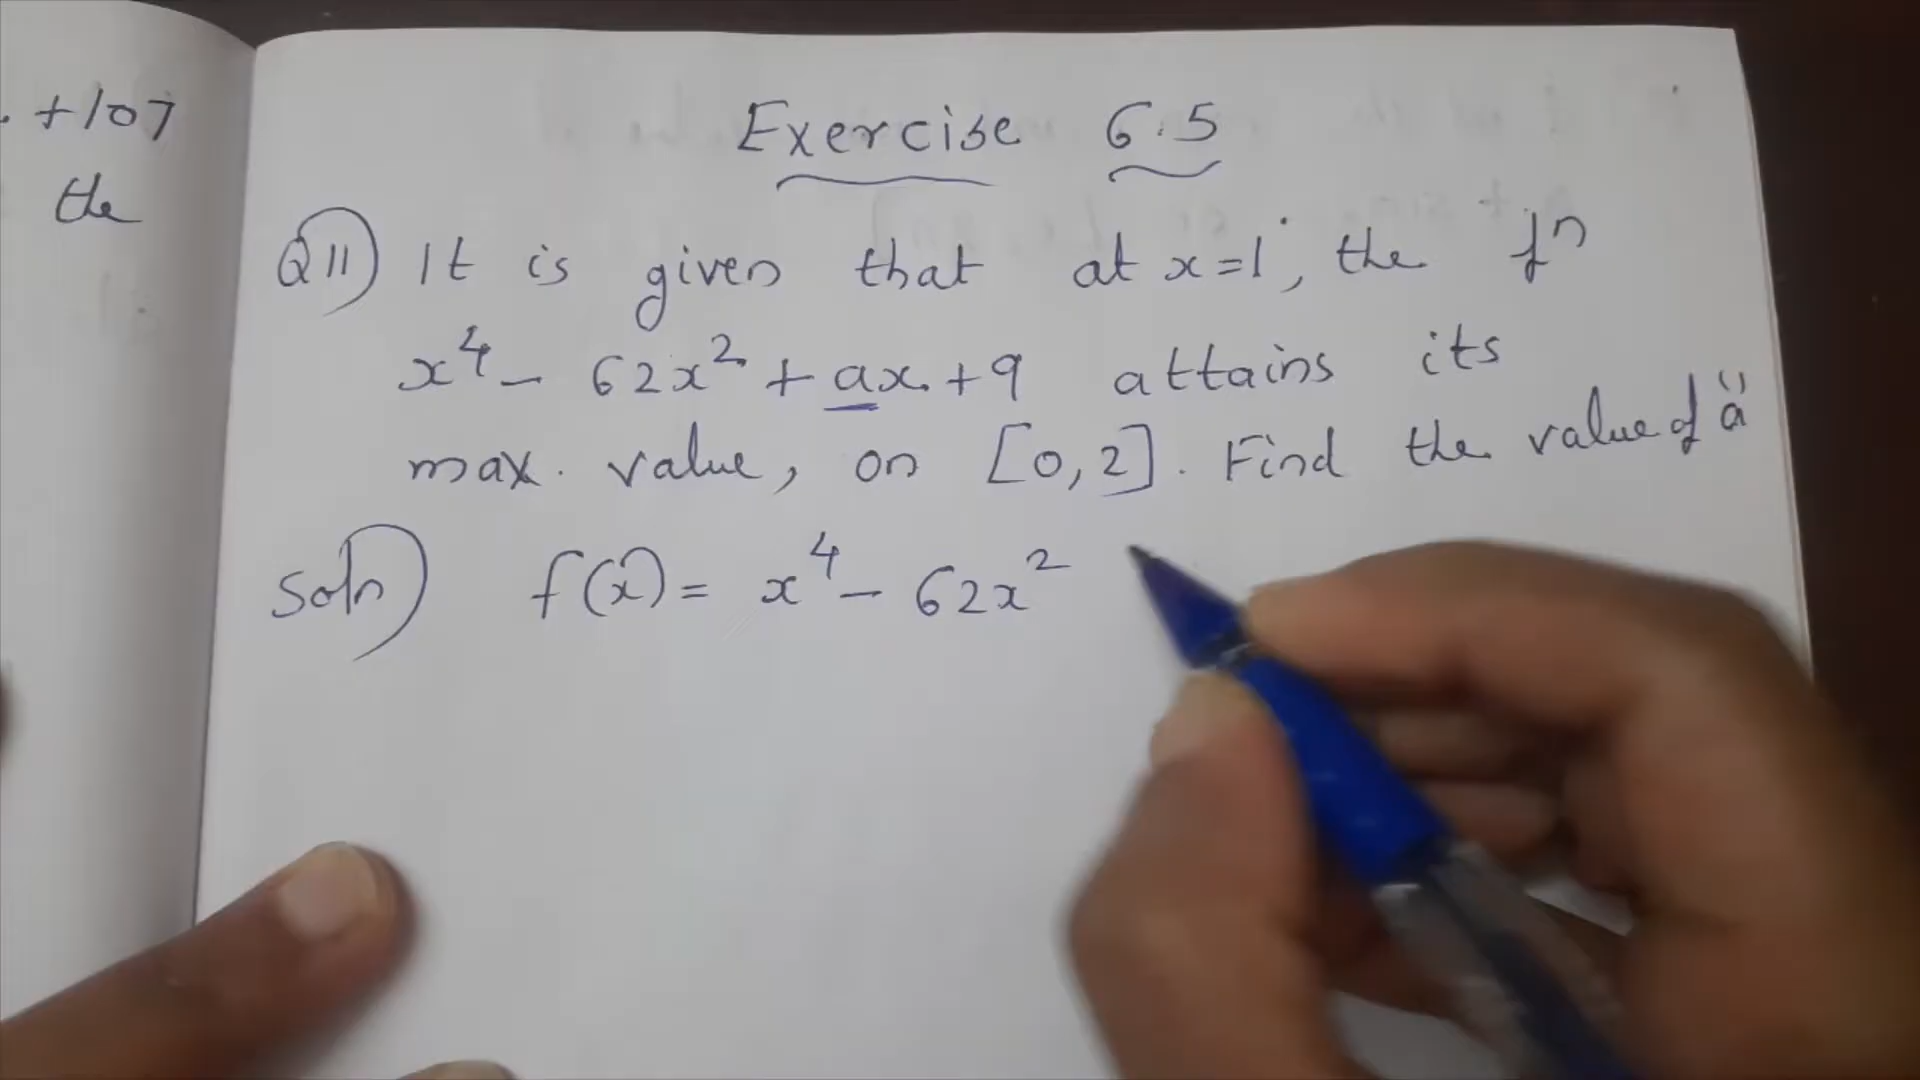 . +107
the
Exercise 6.5
Q11) It is given that at x=1, the fⁿ
x⁴ - 62x² + ax + 9 attains its
max. value, on [0,2]. Find the value of "a
Soln) f(x) = x⁴ - 62x²